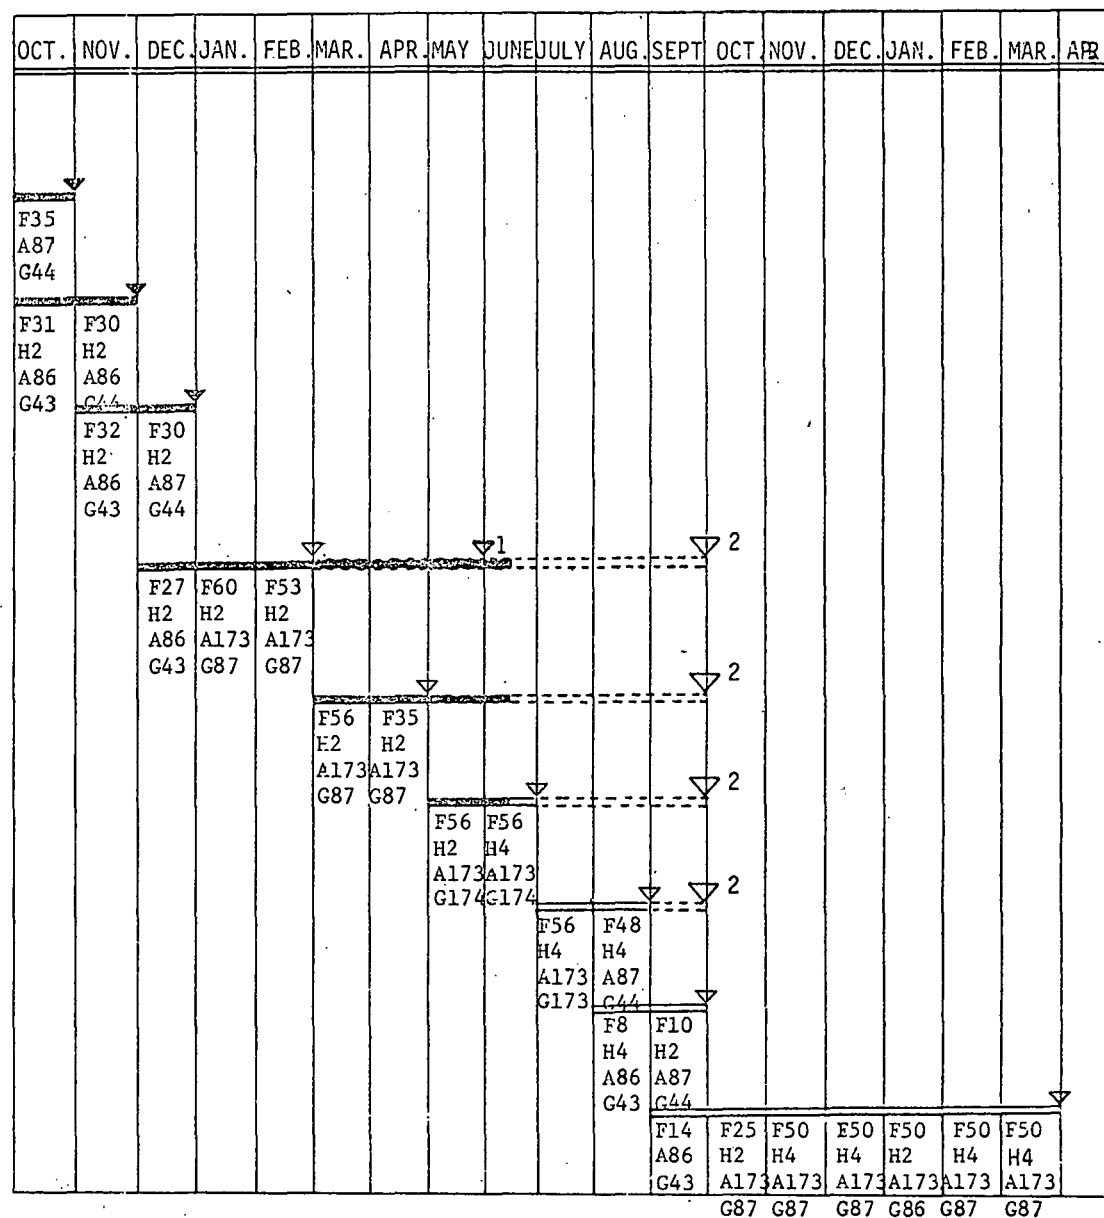 OCT. NOV. DEC. JAN. FEB. MAR. APR. MAY JUNE JULY AUG. SEPT OCT. NOV. DEC. JAN. FEB. MAR. APR
F35
A87
G44
F31 F30
H2 H2
A86 A86
G43 G44
F32 F30
H2 H2
A86 A87
G43 G44
1 2
F27 F60 F53
H2 H2 H2
A86 A173 A173
G43 G87 G87
2
F56 F35
H2 H2
A173 A173
G87 G87
2
F56 F56
H2 H4
A173 A173
G174 G174
2
F56 F48
H4 H4
A173 A87
G173 G44
F8 F10
H4 H2
A86 A87
G43 G44
F14 F25 F50 F50 F50 F50 F50
A86 H2 H4 H4 H2 H4 H4
G43 A173 A173 A173 A173 A173 A173
G87 G87 G87 G86 G87 G87